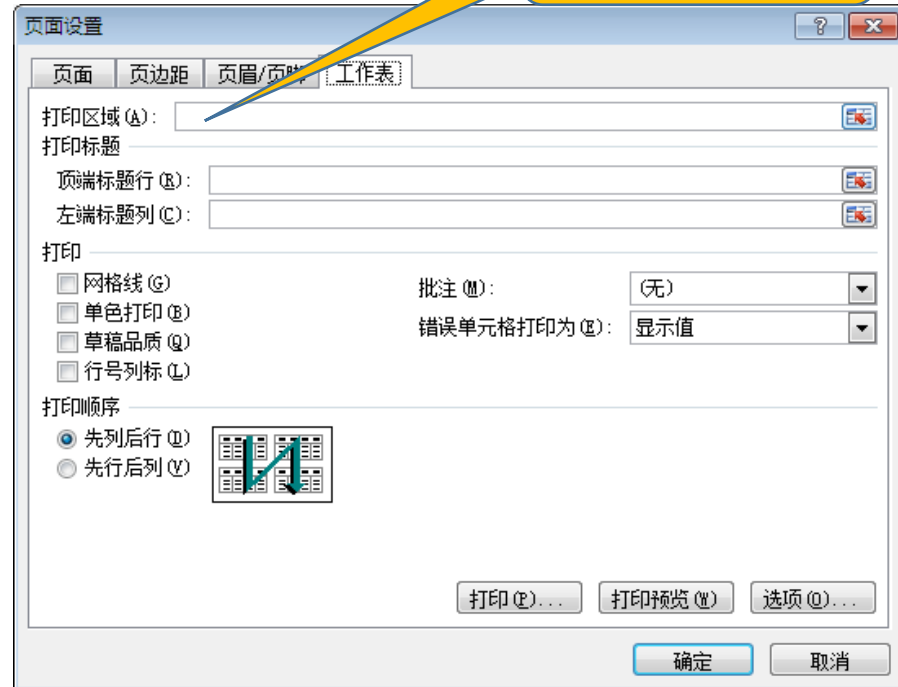 页面设置
页面 页边距 页眉/页脚 工作表
打印区域(A):
打印标题
顶端标题行(R):
左端标题列(C):
打印
网格线(G)
批注(M): (无)
单色打印(B)
错误单元格打印为(E): 显示值
草稿品质(Q)
行号列标(L)
打印顺序
先列后行(D)
先行后列(V)
打印(P)... 打印预览(W) 选项(O)...
确定 取消